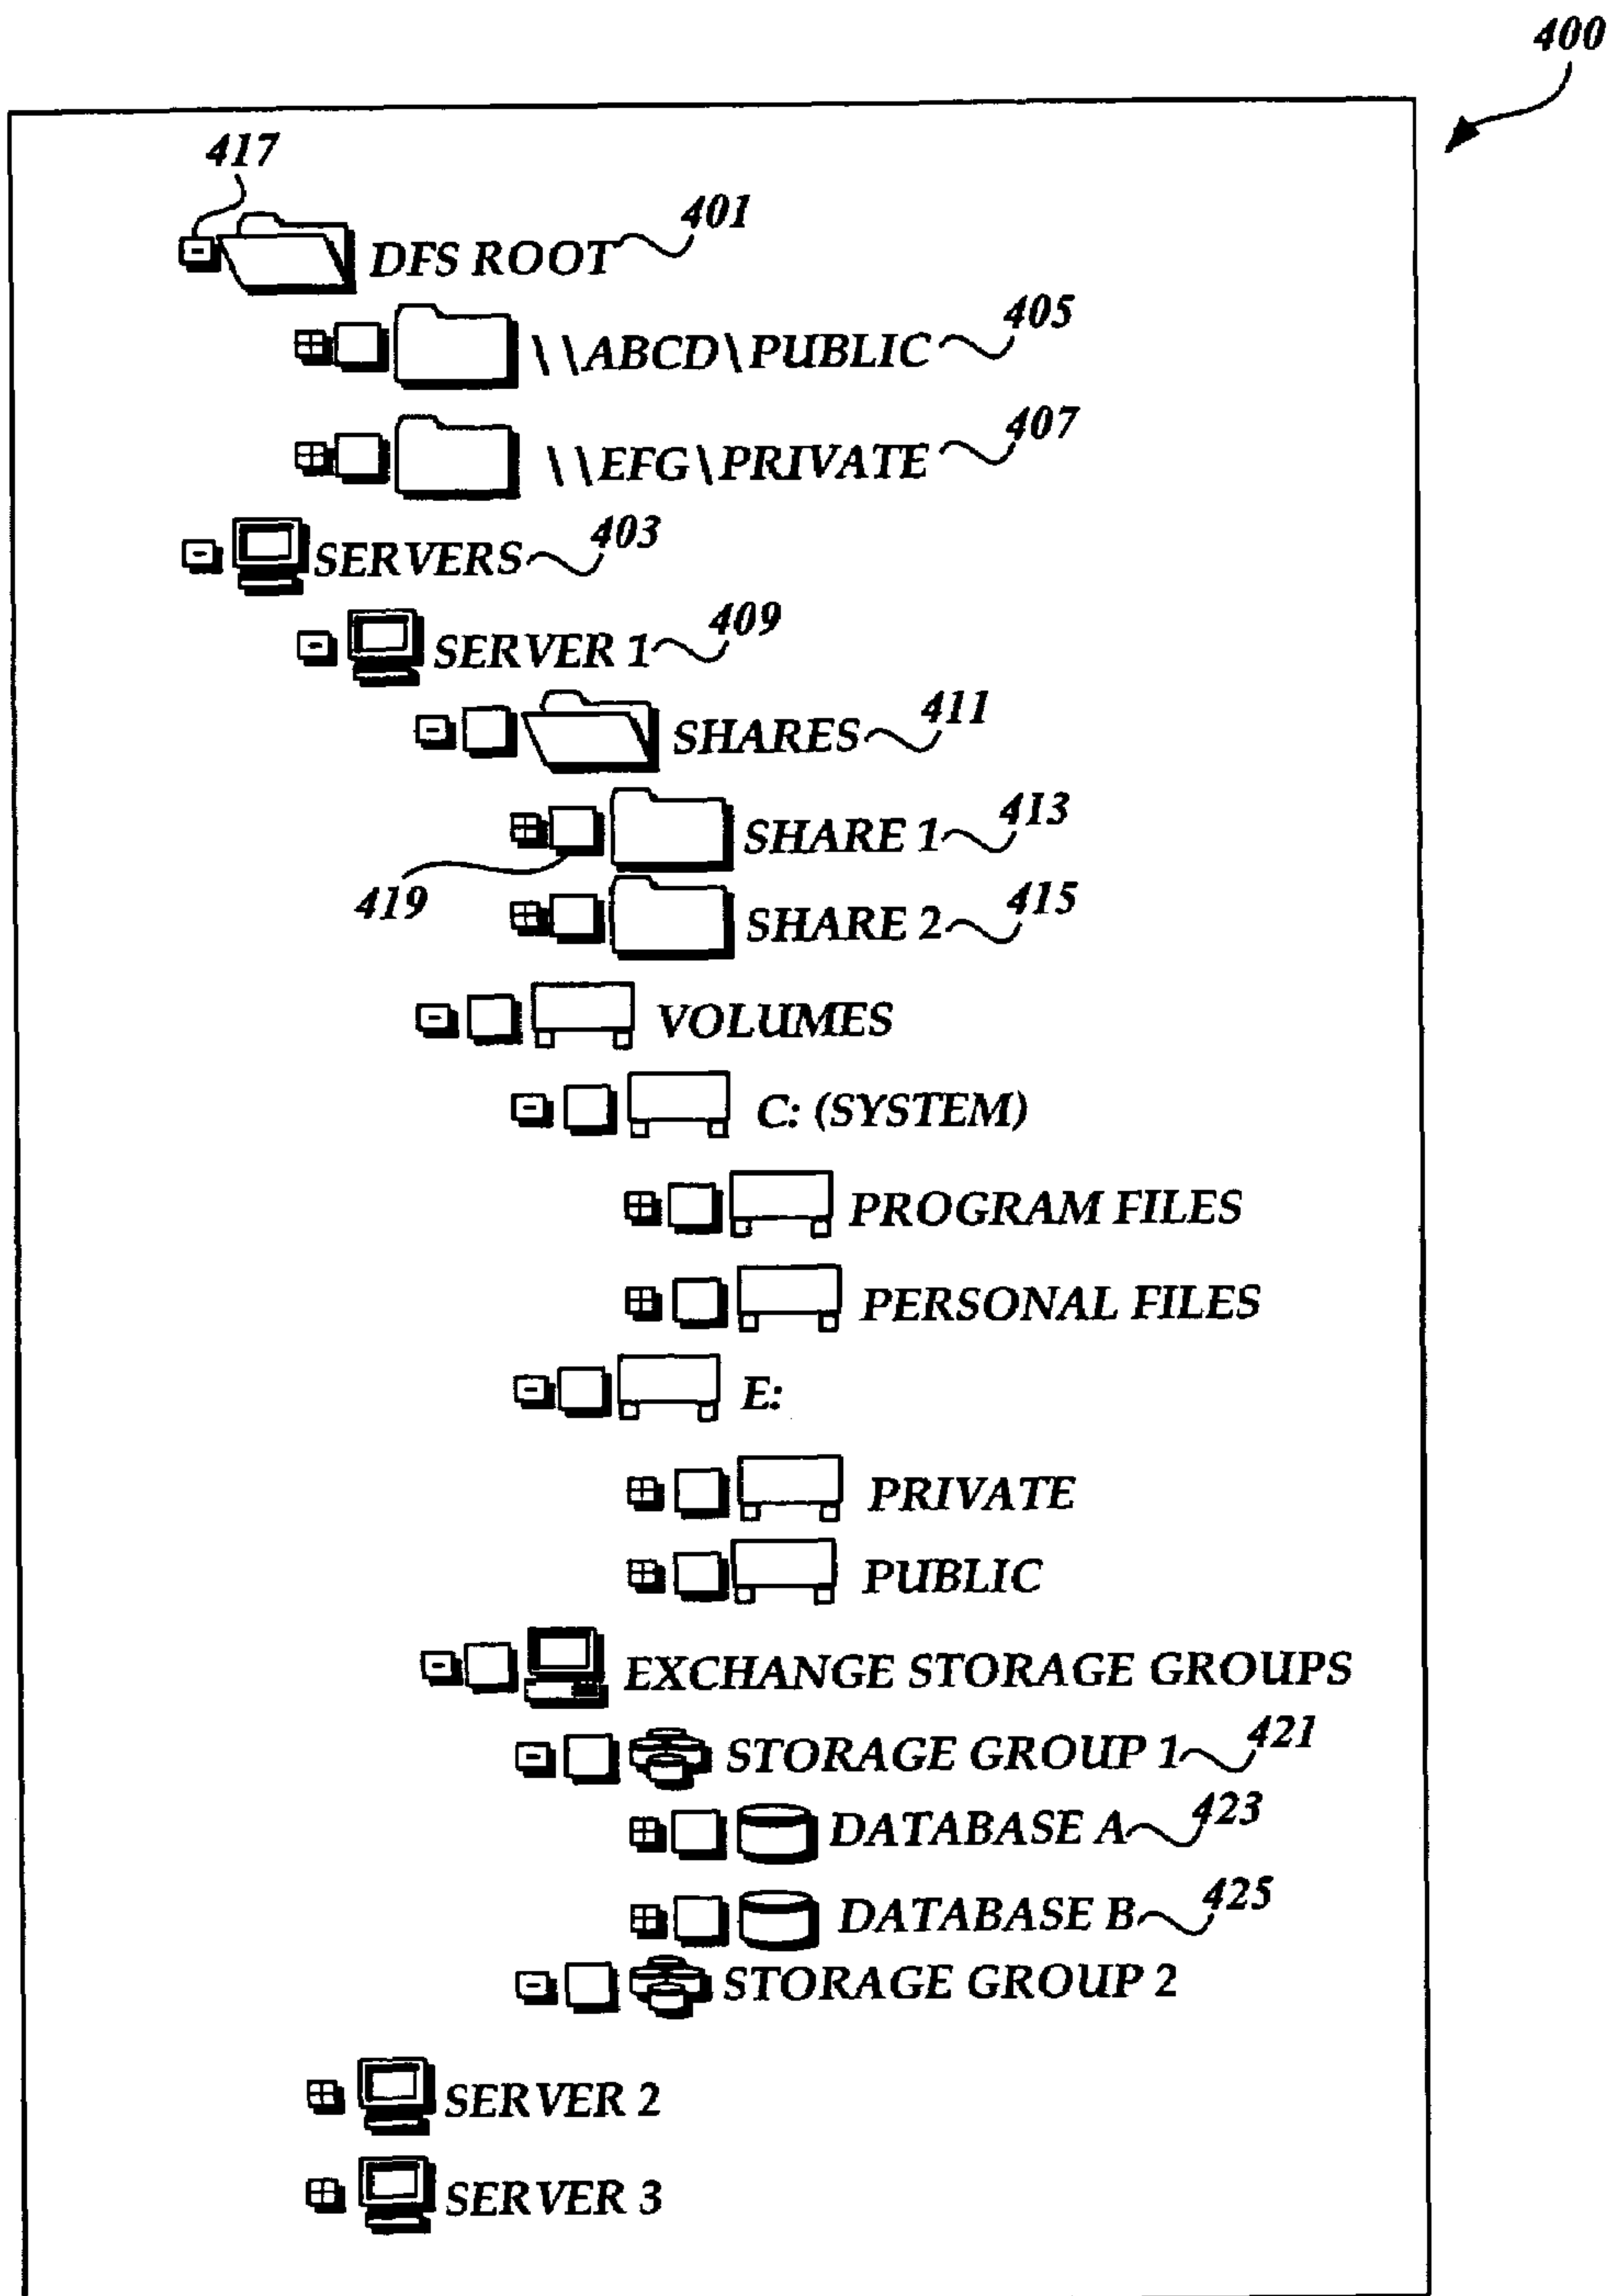 400
417
DFS ROOT 401
\\ABCD\PUBLIC 405
\\EFG\PRIVATE 407
SERVERS 403
SERVER 1 409
SHARES 411
SHARE 1 413
419
SHARE 2 415
VOLUMES
C: (SYSTEM)
PROGRAM FILES
PERSONAL FILES
E:
PRIVATE
PUBLIC
EXCHANGE STORAGE GROUPS
STORAGE GROUP 1 421
DATABASE A 423
DATABASE B 425
STORAGE GROUP 2
SERVER 2
SERVER 3